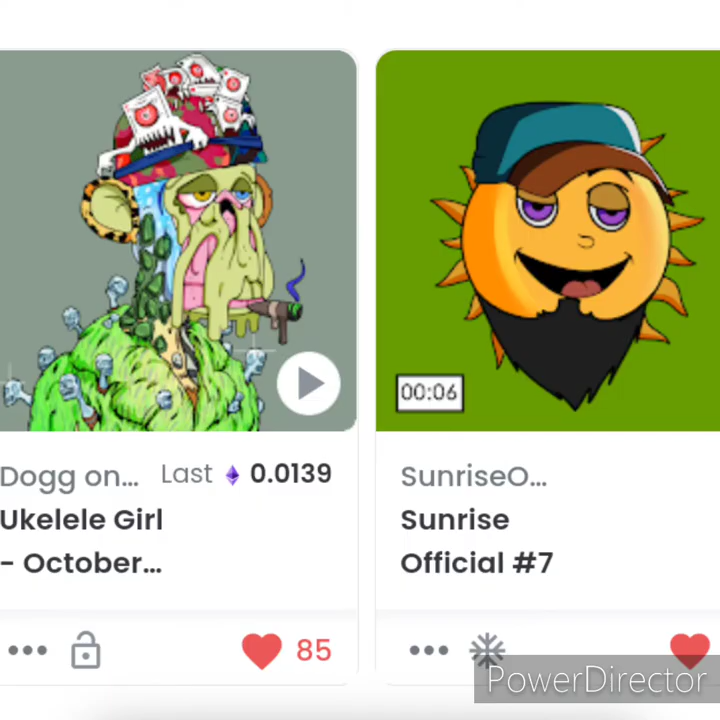 00:06
Dogg on... Last 0.0139
Ukelele Girl
- October...
85
SunriseO...
Sunrise
Official #7
PowerDirector